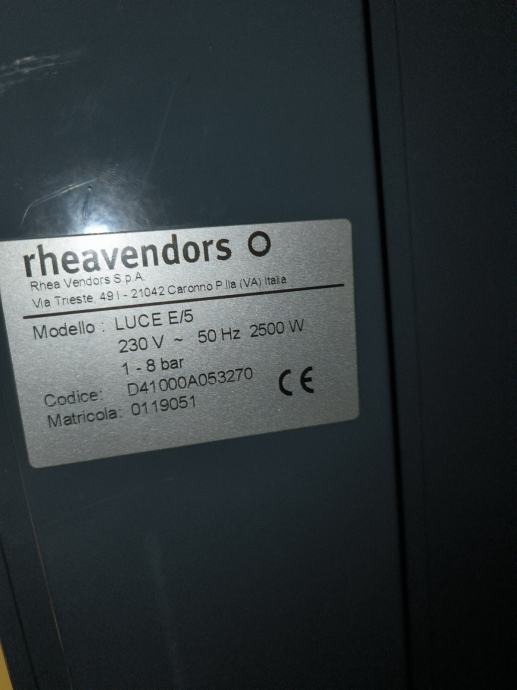 rheavendors
Rhea Vendors S.p.A.
Via Trieste, 49 I - 21042 Caronno P.lla (VA) Italia
Modello : LUCE E/5
230 V ~ 50 Hz 2500 W
1 - 8 bar
Codice: D41000A053270
Matricola: 0119051
CE